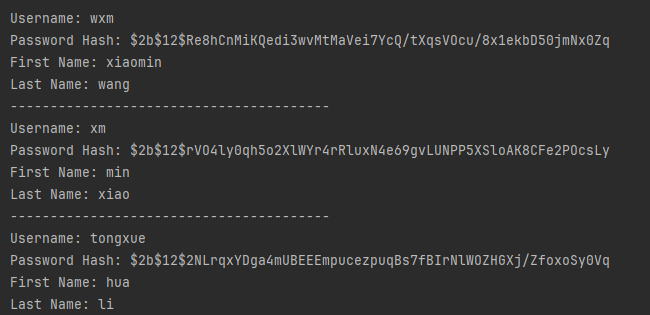 Username: wxm
Password Hash: $2b$12$Re8hCnMiKQedi3wvMtMaVei7YcQ/tXqsVOcu/8x1ekbD50jmNx0Zq
First Name: xiaomin
Last Name: wang
----------------------------------------
Username: xm
Password Hash: $2b$12$rVO4ly0qh5o2XlWYr4rRluxN4e69gvLUNPP5XSloAK8CFe2POcsLy
First Name: min
Last Name: xiao
----------------------------------------
Username: tongxue
Password Hash: $2b$12$2NLrqxYDga4mUBEEEmpucezpuqBs7fBIrNlWOZHGXj/ZfoxoSy0Vq
First Name: hua
Last Name: li